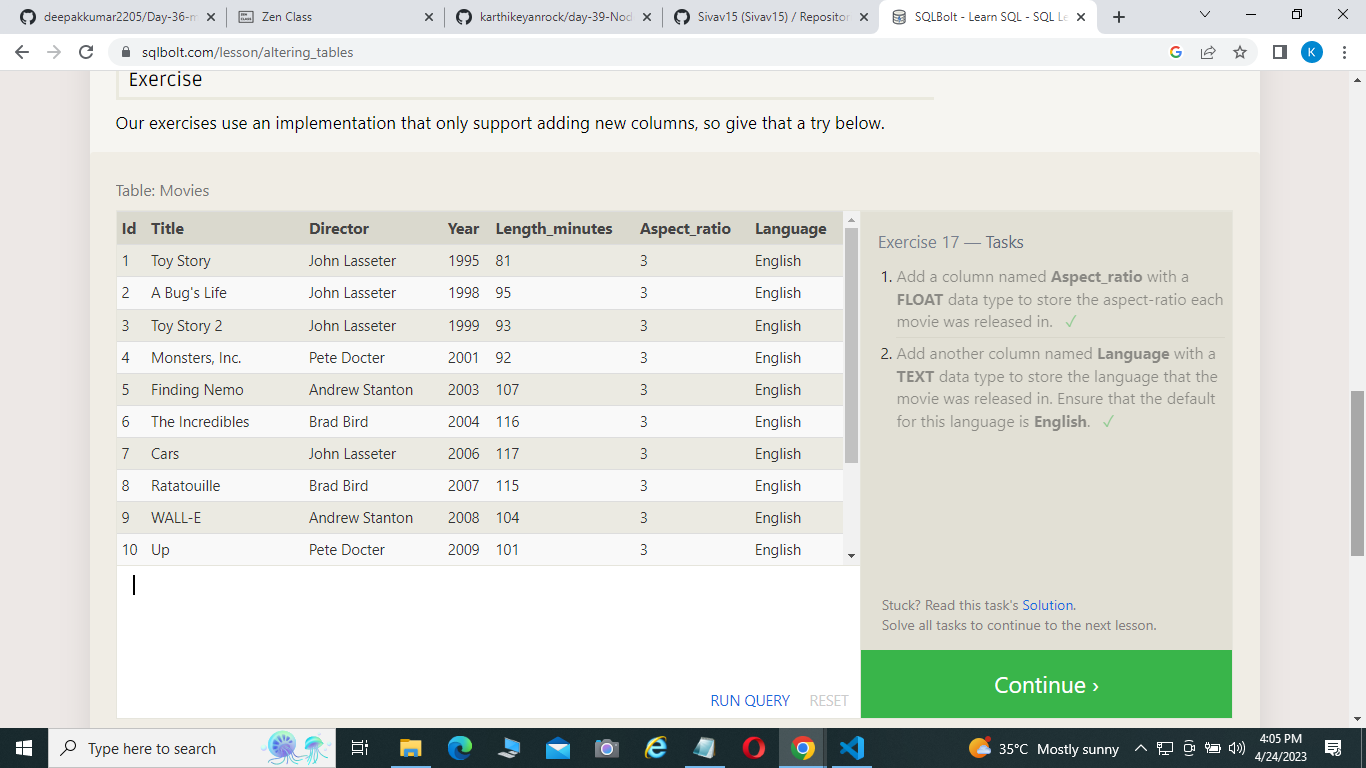 deepakkumar2205/Day-36-m
Zen Class
karthikeyanrock/day-39-Nod
Sivav15 (Sivav15) / Repositor
SQLBolt - Learn SQL - SQL Le
sqlbolt.com/lesson/altering_tables
K
Exercise
Our exercises use an implementation that only support adding new columns, so give that a try below.
Table: Movies
Id Title Director Year Length_minutes Aspect_ratio Language
1 Toy Story John Lasseter 1995 81 3 English
2 A Bug's Life John Lasseter 1998 95 3 English
3 Toy Story 2 John Lasseter 1999 93 3 English
4 Monsters, Inc. Pete Docter 2001 92 3 English
5 Finding Nemo Andrew Stanton 2003 107 3 English
6 The Incredibles Brad Bird 2004 116 3 English
7 Cars John Lasseter 2006 117 3 English
8 Ratatouille Brad Bird 2007 115 3 English
9 WALL-E Andrew Stanton 2008 104 3 English
10 Up Pete Docter 2009 101 3 English
RUN QUERY RESET
Exercise 17 — Tasks
1. Add a column named Aspect_ratio with a
FLOAT data type to store the aspect-ratio each
movie was released in. ✓
2. Add another column named Language with a
TEXT data type to store the language that the
movie was released in. Ensure that the default
for this language is English. ✓
Stuck? Read this task's Solution.
Solve all tasks to continue to the next lesson.
Continue ›
Type here to search
35°C Mostly sunny
4:05 PM
4/24/2023